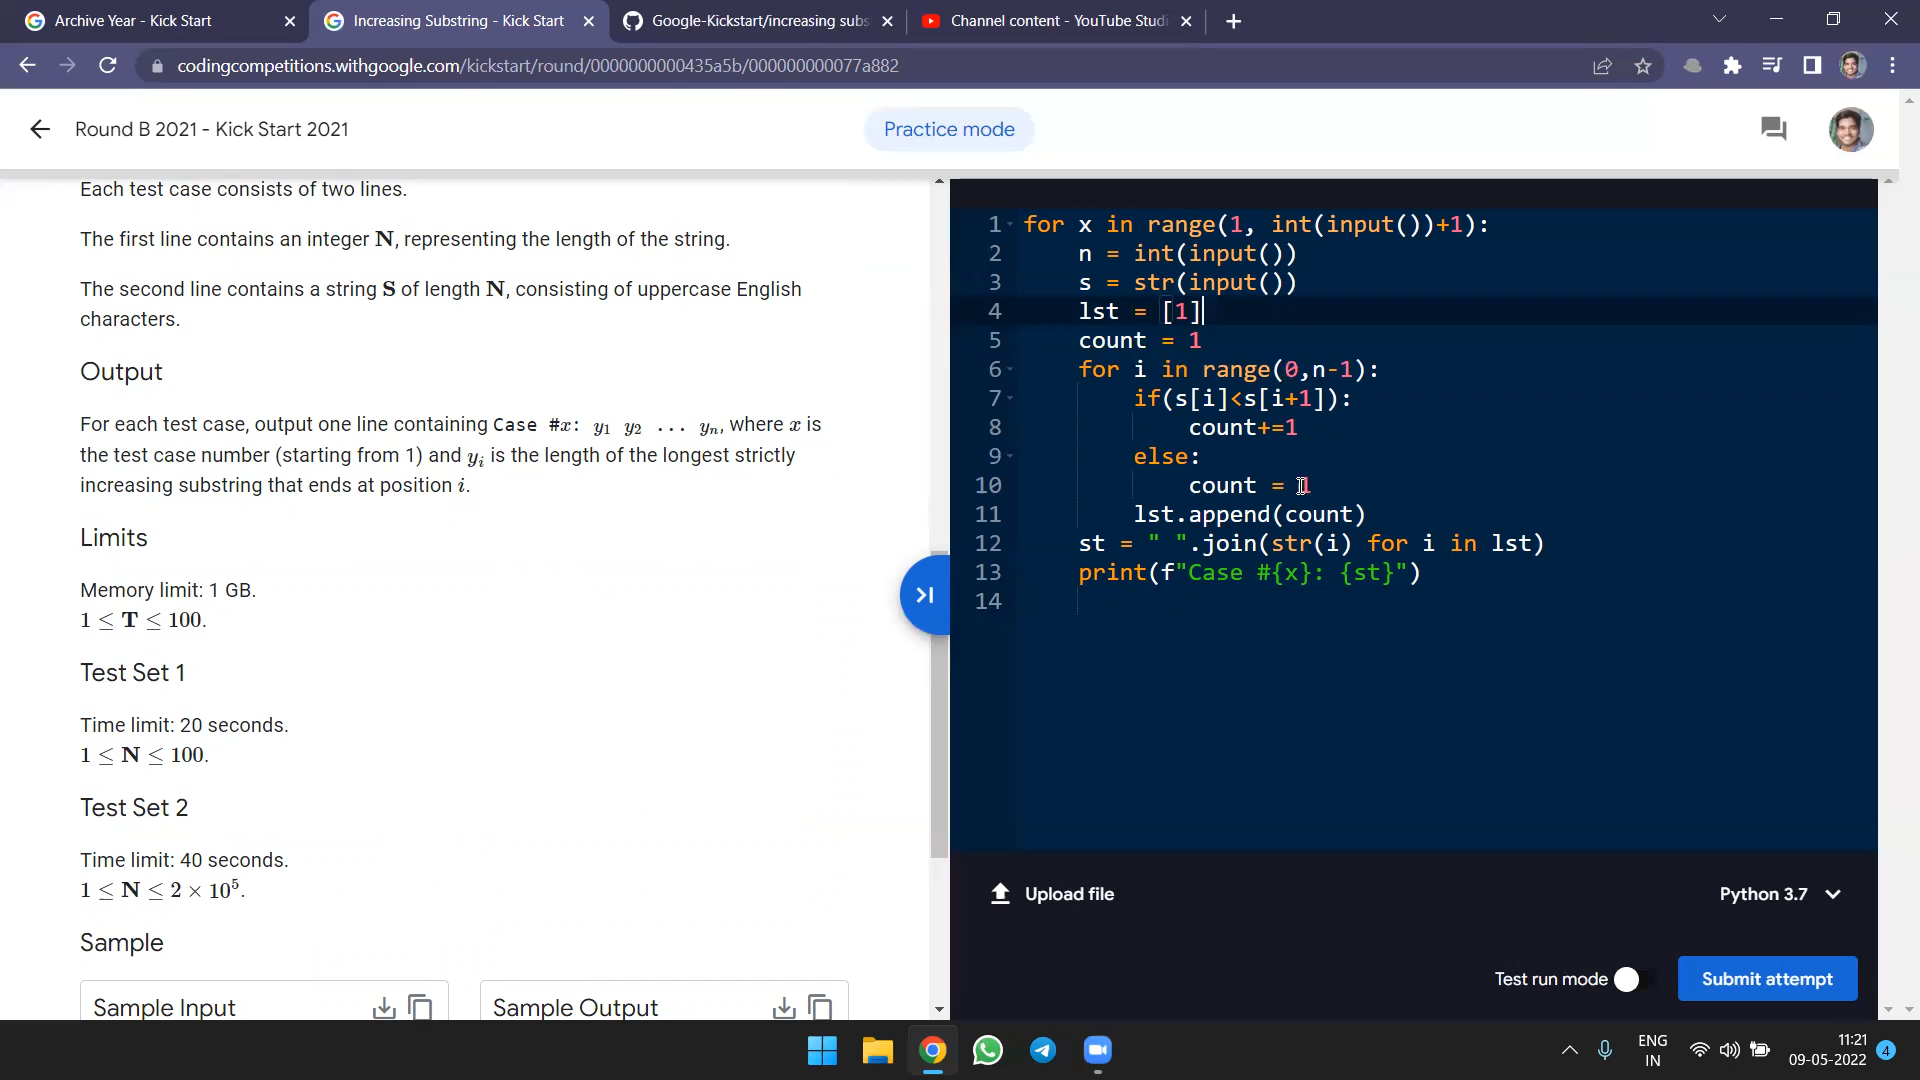 Archive Year - Kick Start
Increasing Substring - Kick Start
Google-Kickstart/increasing subs
Channel content - YouTube Studi
codingcompetitions.withgoogle.com/kickstart/round/0000000000435a5b/000000000077a882
Round B 2021 - Kick Start 2021
Practice mode
Each test case consists of two lines.
The first line contains an integer N, representing the length of the string.
The second line contains a string S of length N, consisting of uppercase English
characters.
Output
For each test case, output one line containing Case #x: y₁ y₂ ... yₙ, where x is
the test case number (starting from 1) and yᵢ is the length of the longest strictly
increasing substring that ends at position i.
Limits
Memory limit: 1 GB.
1 ≤ T ≤ 100.
Test Set 1
Time limit: 20 seconds.
1 ≤ N ≤ 100.
Test Set 2
Time limit: 40 seconds.
1 ≤ N ≤ 2 × 10⁵.
Sample
Sample Input
Sample Output
1 for x in range(1, int(input())+1):
2 n = int(input())
3 s = str(input())
4 lst = [1]
5 count = 1
6 for i in range(0,n-1):
7 if(s[i]<s[i+1]):
8 count+=1
9 else:
10 count = 1
11 lst.append(count)
12 st = " ".join(str(i) for i in lst)
13 print(f"Case #{x}: {st}")
14
Upload file
Python 3.7
Test run mode
Submit attempt
ENG
IN
11:21
09-05-2022
4